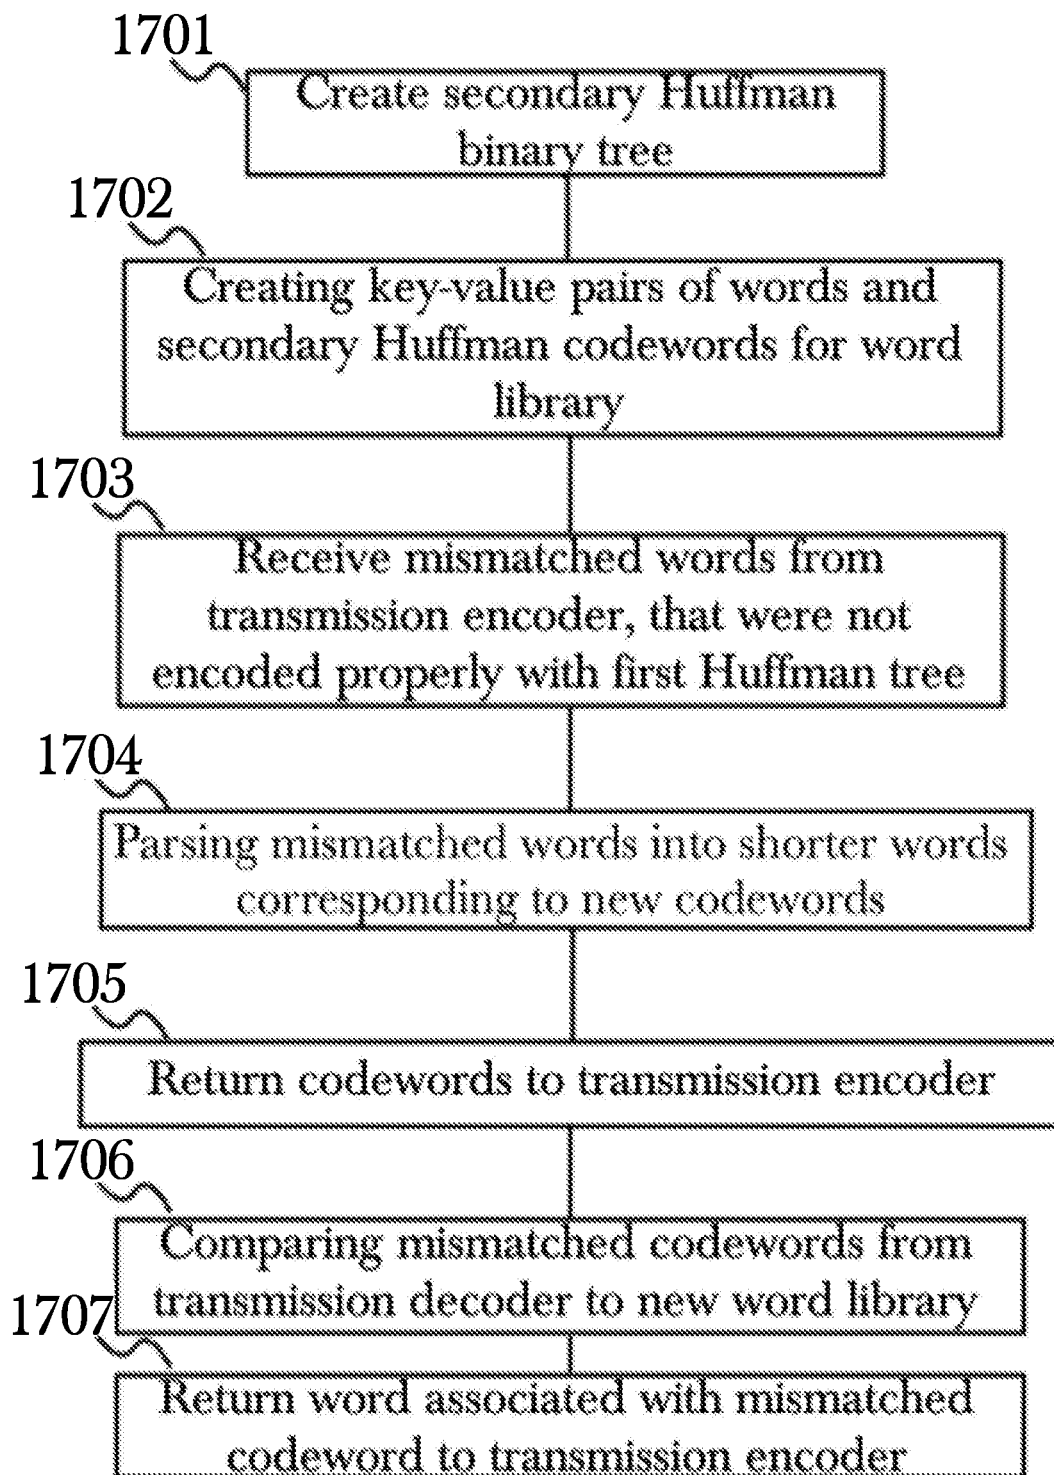 1701
Create secondary Huffman
binary tree
1702
Creating key-value pairs of words and
secondary Huffman codewords for word
library
1703
Receive mismatched words from
transmission encoder, that were not
encoded properly with first Huffman tree
1704
Parsing mismatched words into shorter words
corresponding to new codewords
1705
Return codewords to transmission encoder
1706
Comparing mismatched codewords from
transmission decoder to new word library
1707
Return word associated with mismatched
codeword to transmission encoder